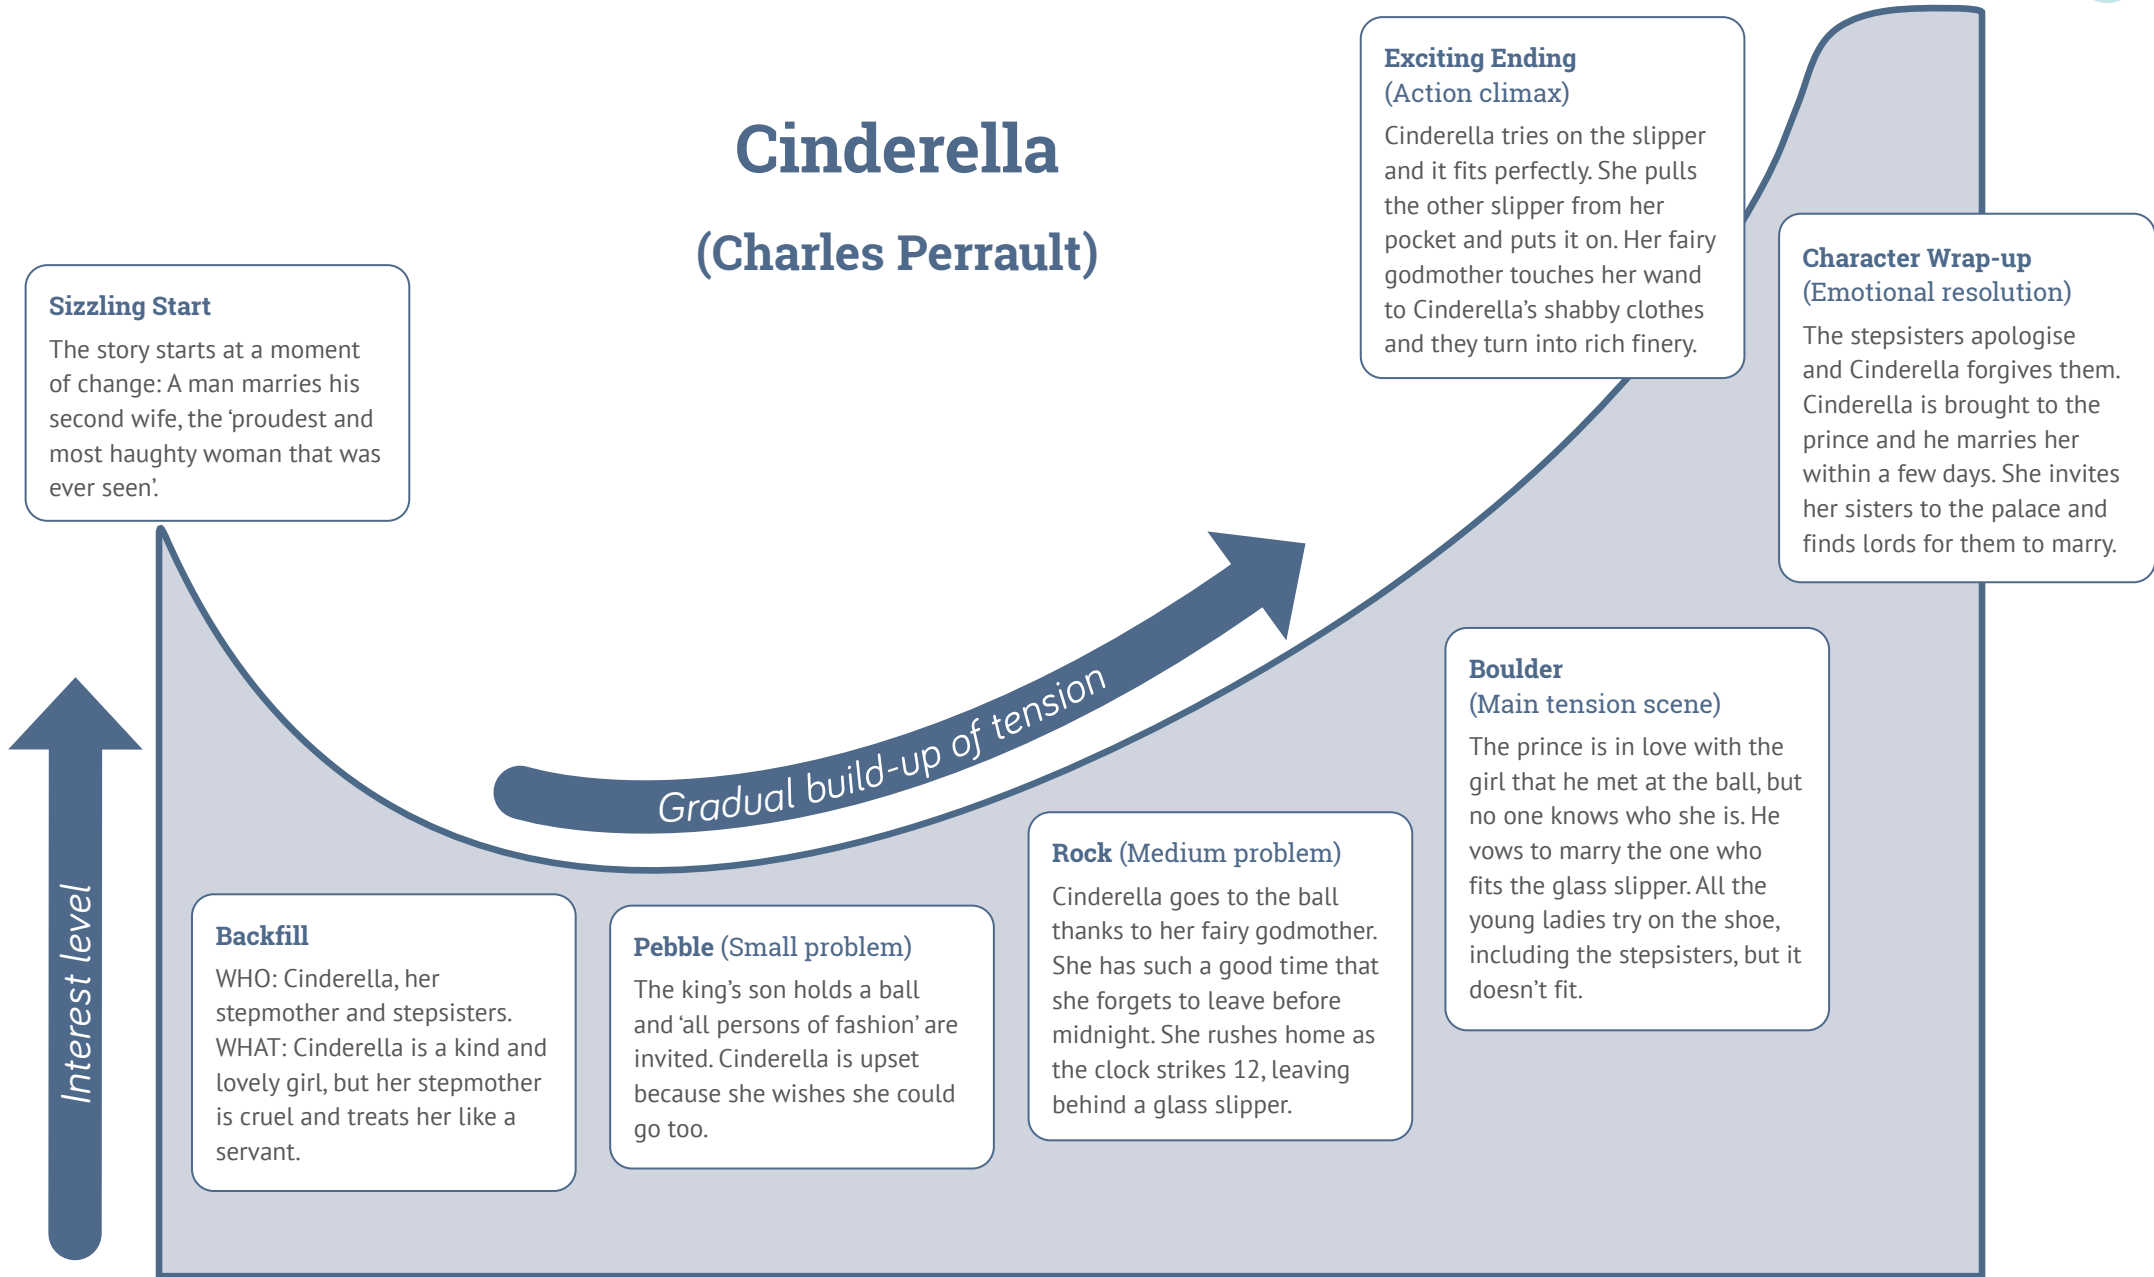 Cinderella
(Charles Perrault)
Sizzling Start
The story starts at a moment
of change: A man marries his
second wife, the ‘proudest and
most haughty woman that was
ever seen’.
Interest level
Backfill
WHO: Cinderella, her
stepmother and stepsisters.
WHAT: Cinderella is a kind and
lovely girl, but her stepmother
is cruel and treats her like a
servant.
Gradual build-up of tension
Pebble (Small problem)
The king’s son holds a ball
and ‘all persons of fashion’ are
invited. Cinderella is upset
because she wishes she could
go too.
Rock (Medium problem)
Cinderella goes to the ball
thanks to her fairy godmother.
She has such a good time that
she forgets to leave before
midnight. She rushes home as
the clock strikes 12, leaving
behind a glass slipper.
Boulder
(Main tension scene)
The prince is in love with the
girl that he met at the ball, but
no one knows who she is. He
vows to marry the one who
fits the glass slipper. All the
young ladies try on the shoe,
including the stepsisters, but it
doesn’t fit.
Exciting Ending
(Action climax)
Cinderella tries on the slipper
and it fits perfectly. She pulls
the other slipper from her
pocket and puts it on. Her fairy
godmother touches her wand
to Cinderella’s shabby clothes
and they turn into rich finery.
Character Wrap-up
(Emotional resolution)
The stepsisters apologise
and Cinderella forgives them.
Cinderella is brought to the
prince and he marries her
within a few days. She invites
her sisters to the palace and
finds lords for them to marry.